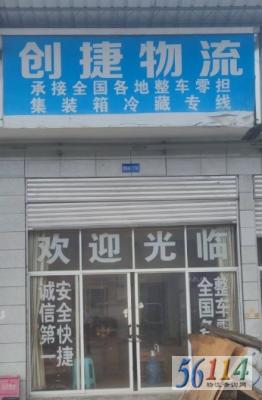 创捷物流
承接全国各地整车零担
集装箱冷藏专线
欢迎光临
诚信第一
安全快捷
全国各
整车零
56114